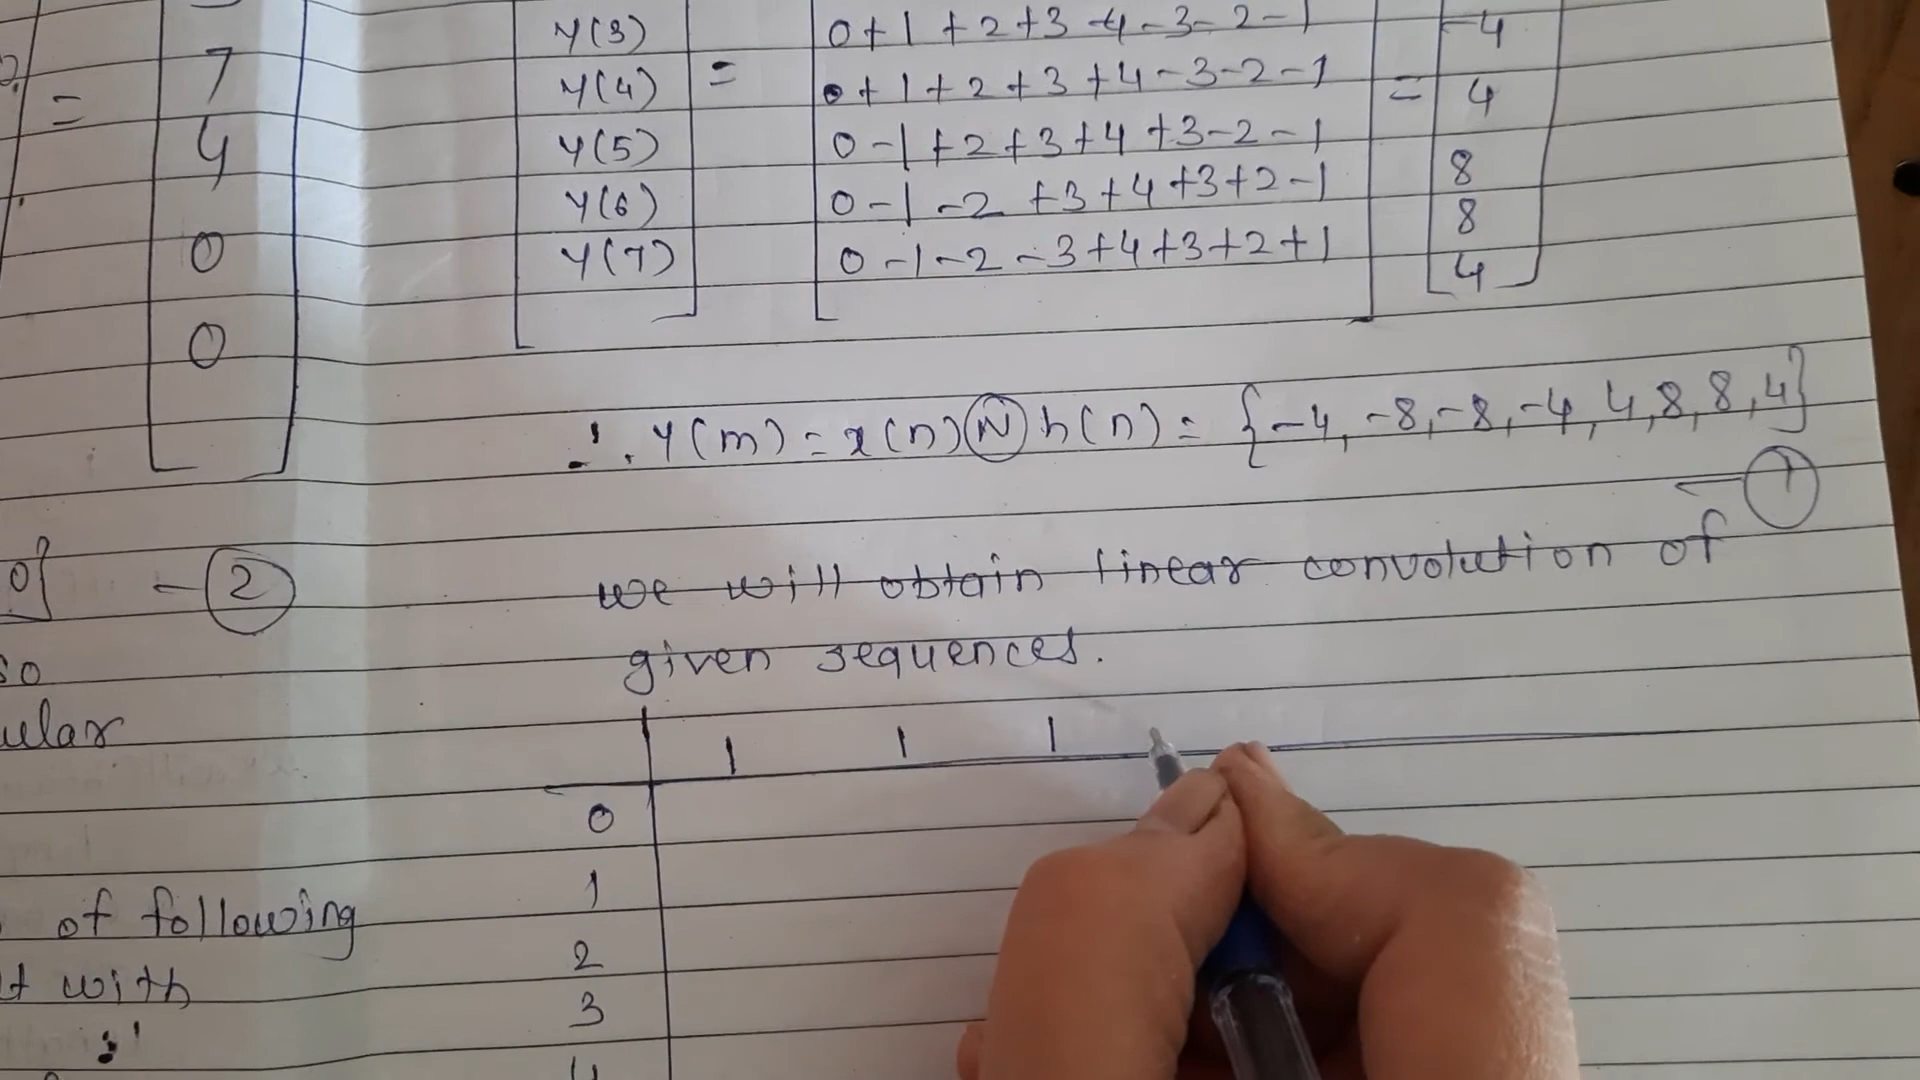 7
4
0
0
=
Y(3)
Y(4)
Y(5)
Y(6)
Y(7)
=
0+1+2+3-4-3-2-1
0+1+2+3+4-3-2-1
0-1+2+3+4+3-2-1
0-1-2+3+4+3+2-1
0-1-2-3+4+3+2+1
=
-4
4
8
8
4
∴ Y(m)=x(n)Ⓝh(n)= {-4,-8,-8,-4,4,8,8,4}
-①
0} -②
we will obtain linear convolution of
given sequences.
so
ular
of following
t with
1 1 1
0
1
2
3
4